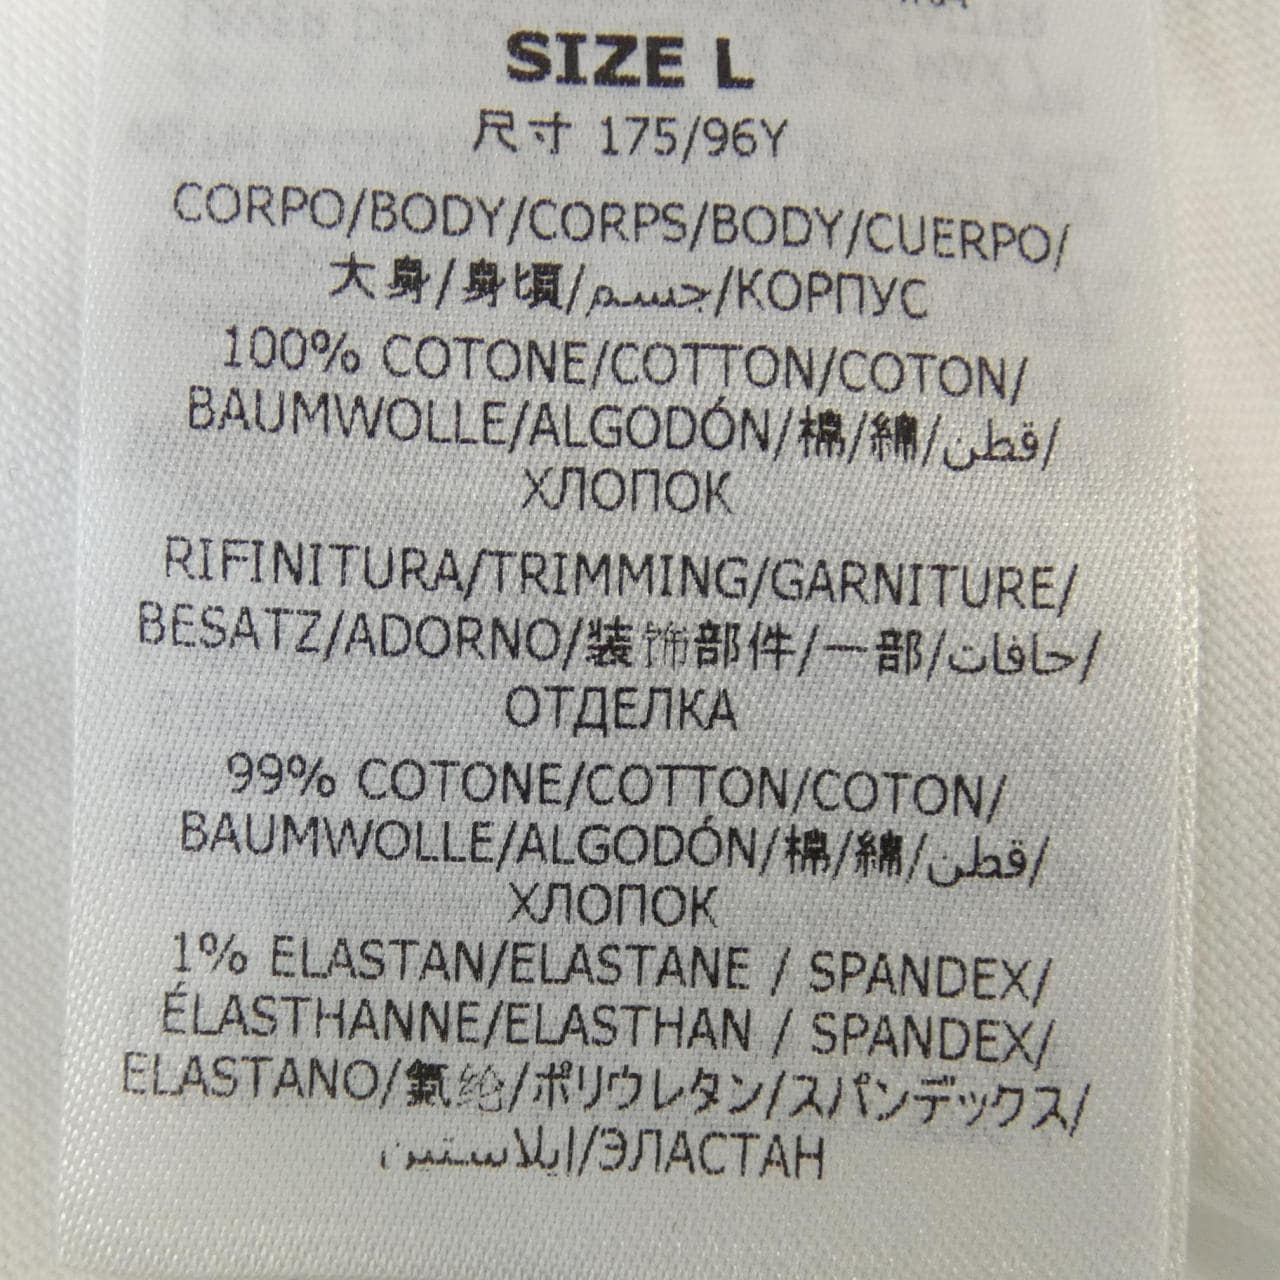 SIZE L
尺寸 175/96Y
CORPO/BODY/CORPS/BODY/CUERPO/
大身/身頃/جسم/КОРПУС
100% COTONE/COTTON/COTON/
BAUMWOLLE/ALGODÓN/棉/綿/قطن/
ХЛОПОК
RIFINITURA/TRIMMING/GARNITURE/
BESATZ/ADORNO/装饰部件/一部/حافات/
ОТДЕЛКА
99% COTONE/COTTON/COTON/
BAUMWOLLE/ALGODÓN/棉/綿/قطن/
ХЛОПОК
1% ELASTAN/ELASTANE / SPANDEX/
ÉLASTHANNE/ELASTHAN / SPANDEX/
ELASTANO/氨纶/ポリウレタン/スパンデックス/
ايلاستين/ЭЛАСТАН